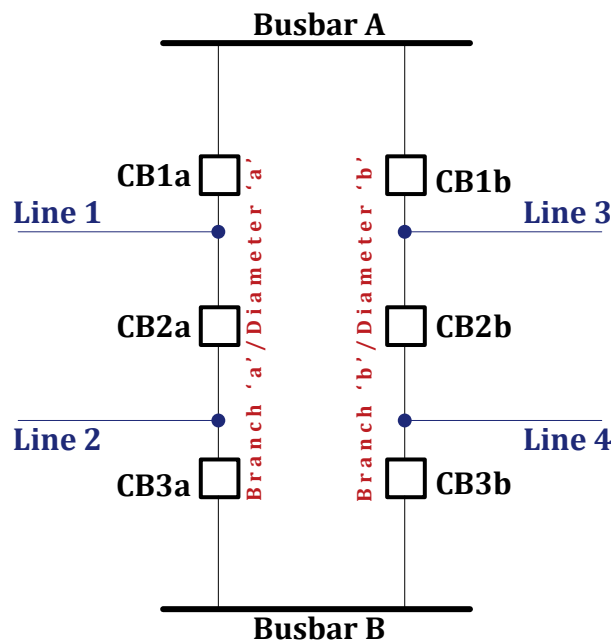 Busbar A
CB1a
CB1b
Line 1
Line 3
Branch ‘a’/Diameter ‘a’
Branch ‘b’/Diameter ‘b’
CB2a
CB2b
Line 2
Line 4
CB3a
CB3b
Busbar B